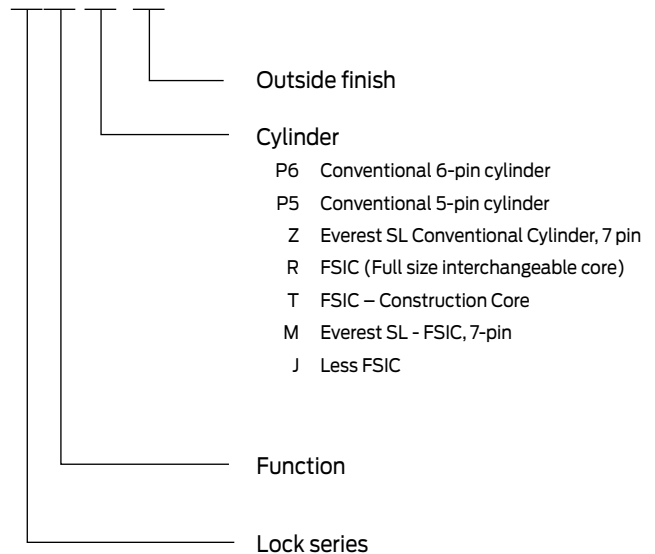 Outside finish
Cylinder
P6 Conventional 6-pin cylinder
P5 Conventional 5-pin cylinder
Z Everest SL Conventional Cylinder, 7 pin
R FSIC (Full size interchangeable core)
T FSIC – Construction Core
M Everest SL - FSIC, 7-pin
J Less FSIC
Function
Lock series